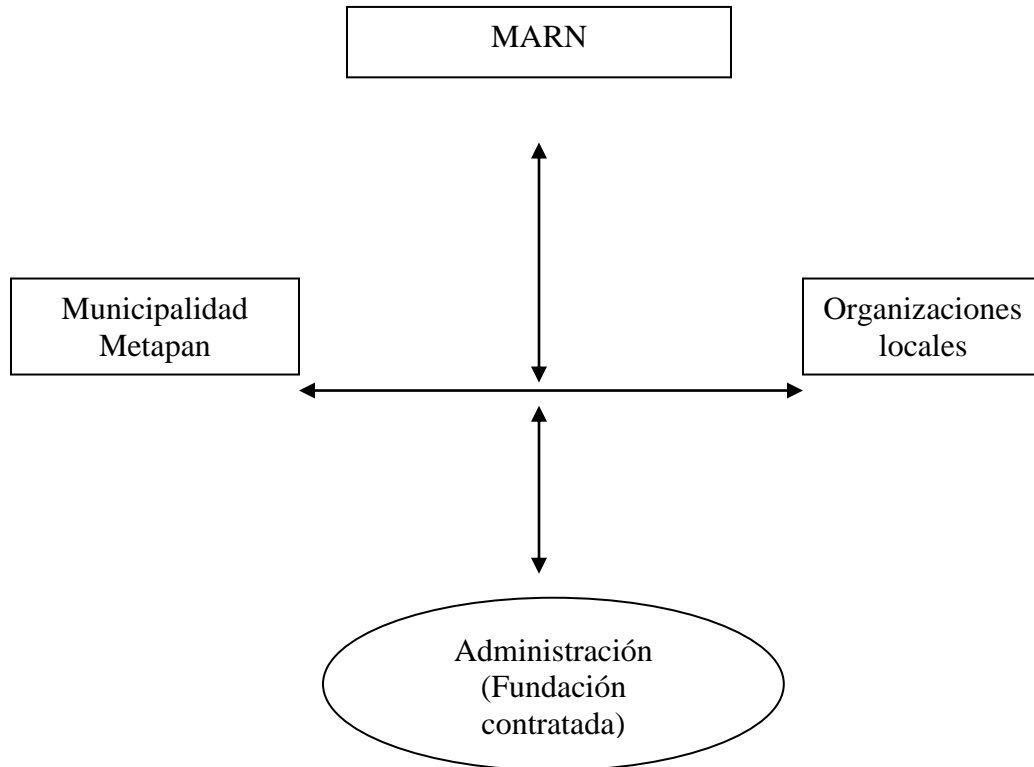 MARN
Municipalidad
Metapan
Organizaciones
locales
Administración
(Fundación
contratada)